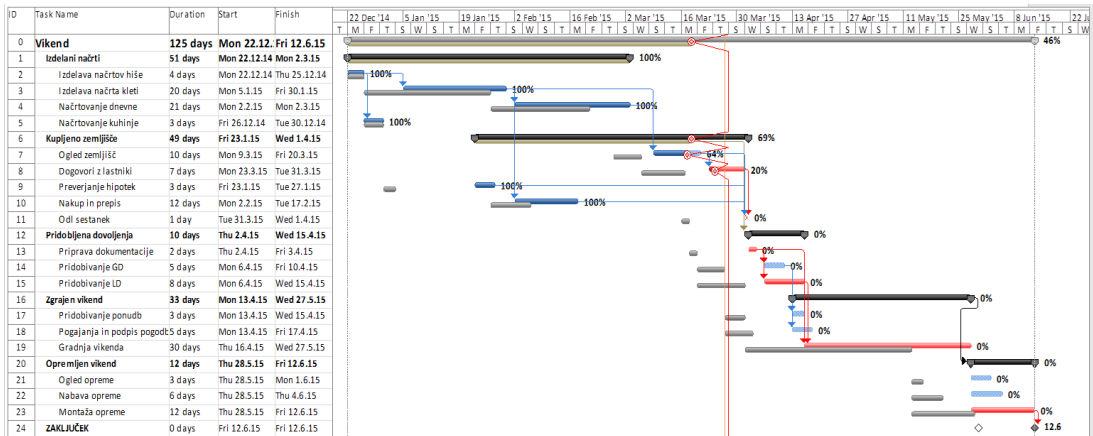 ID Task Name Duration Start Finish 22 Dec '14 5 Jan '15 19 Jan '15 2 Feb '15 16 Feb '15 2 Mar '15 16 Mar '15 30 Mar '15 13 Apr '15 27 Apr '15 11 May '15 25 May '15 8 Jun '15 22 Ju
T M F T S W T M F T S W T M F T S W T M F T S W T M F T S W T M F T S W
0 Vikend 125 days Mon 22.12. Fri 12.6.15 46%
1 Izdelani načrti 51 days Mon 22.12.14 Mon 2.3.15 100%
2 Izdelava načrtov hiše 4 days Mon 22.12.14 Thu 25.12.14 100%
3 Izdelava načrta kleti 20 days Mon 5.1.15 Fri 30.1.15 100%
4 Načrtovanje dnevne 21 days Mon 2.2.15 Mon 2.3.15 100%
5 Načrtovanje kuhinje 3 days Fri 26.12.14 Tue 30.12.14 100%
6 Kupljeno zemljišče 49 days Fri 23.1.15 Wed 1.4.15 69%
7 Ogled zemljišč 10 days Mon 9.3.15 Fri 20.3.15 64%
8 Dogovori z lastniki 7 days Mon 23.3.15 Tue 31.3.15 20%
9 Preverjanje hipotek 3 days Fri 23.1.15 Tue 27.1.15 100%
10 Nakup in prepis 12 days Mon 2.2.15 Tue 17.2.15 100%
11 Odl sestanek 1 day Tue 31.3.15 Wed 1.4.15 0%
12 Pridobljena dovoljenja 10 days Thu 2.4.15 Wed 15.4.15 0%
13 Priprava dokumentacije 2 days Thu 2.4.15 Fri 3.4.15 0%
14 Pridobivanje GD 5 days Mon 6.4.15 Fri 10.4.15 0%
15 Pridobivanje LD 8 days Mon 6.4.15 Wed 15.4.15 0%
16 Zgrajen vikend 33 days Mon 13.4.15 Wed 27.5.15 0%
17 Pridobivanje ponudb 3 days Mon 13.4.15 Wed 15.4.15 0%
18 Pogajanja in podpis pogodb 5 days Mon 13.4.15 Fri 17.4.15 0%
19 Gradnja vikenda 30 days Thu 16.4.15 Wed 27.5.15 0%
20 Opremljen vikend 12 days Thu 28.5.15 Fri 12.6.15 0%
21 Ogled opreme 3 days Thu 28.5.15 Mon 1.6.15 0%
22 Nabava opreme 6 days Thu 28.5.15 Thu 4.6.15 0%
23 Montaža opreme 12 days Thu 28.5.15 Fri 12.6.15 0%
24 ZAKLJUČEK 0 days Fri 12.6.15 Fri 12.6.15 12.6